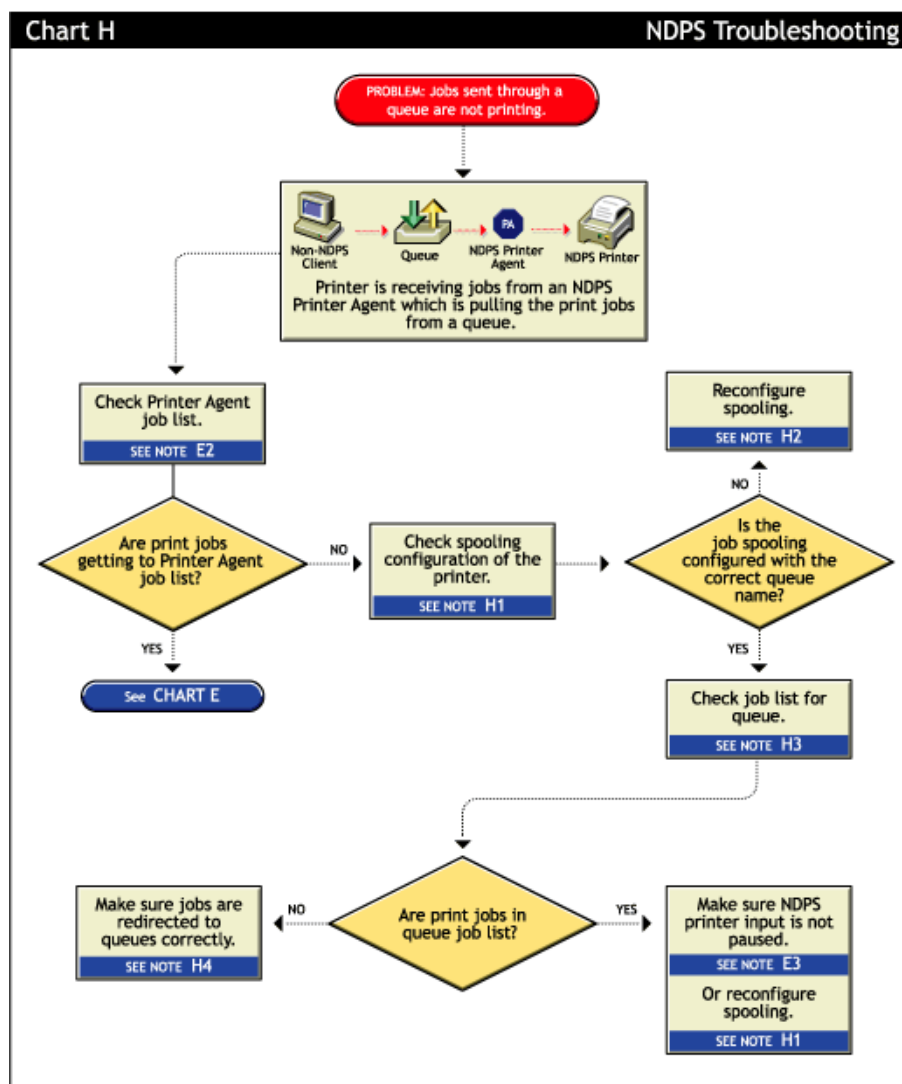 Chart H
NDPS Troubleshooting
PROBLEM: Jobs sent through a
queue are not printing.
Non-NDPS
Client
Queue
PA
NDPS Printer
Agent
NDPS Printer
Printer is receiving jobs from an NDPS
Printer Agent which is pulling the print jobs
from a queue.
Check Printer Agent
job list.
SEE NOTE E2
Reconfigure
spooling.
SEE NOTE H2
NO
Are print jobs
getting to Printer Agent
job list?
NO
Check spooling
configuration of the
printer.
SEE NOTE H1
Is the
job spooling
configured with the
correct queue
name?
YES
See CHART E
YES
Check job list for
queue.
SEE NOTE H3
Are print jobs in
queue job list?
NO
Make sure jobs are
redirected to
queues correctly.
SEE NOTE H4
YES
Make sure NDPS
printer input is not
paused.
SEE NOTE E3
Or reconfigure
spooling.
SEE NOTE H1